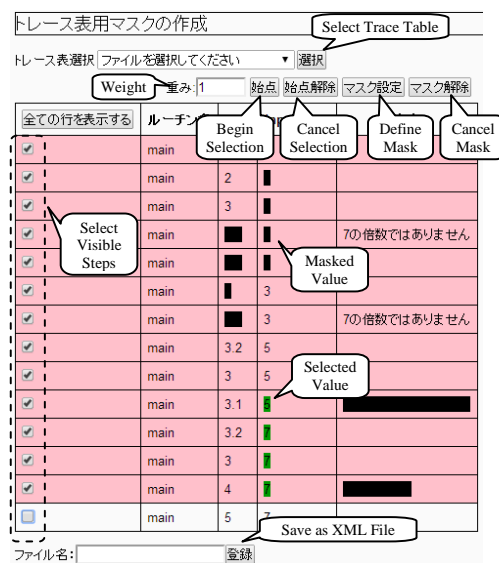 トレース表用マスクの作成
Select Trace Table
トレース表選択 ファイルを選択してください ▼ 選択
Weight 重み: 1 始点 始点解除 マスク設定 マスク解除
Begin Selection
Cancel Selection
Define Mask
Cancel Mask
全ての行を表示する ルーチン
main
main 2
main 3
main 7の倍数ではありません
Select Visible Steps
main
Masked Value
main 3
main 3 7の倍数ではありません
main 3.2 5
main 3 5
Selected Value
main 3.1 5
main 3.2 7
main 3 7
main 4 7
main 5 7
Save as XML File
ファイル名: 登録